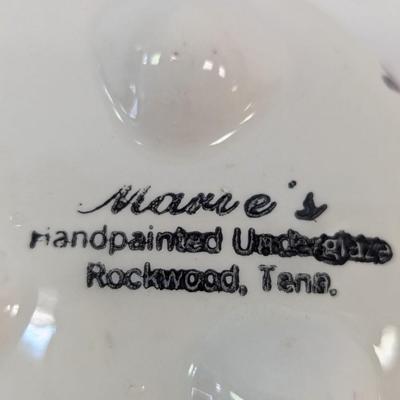 Marie's
Handpainted Underglaze
Rockwood, Tenn.